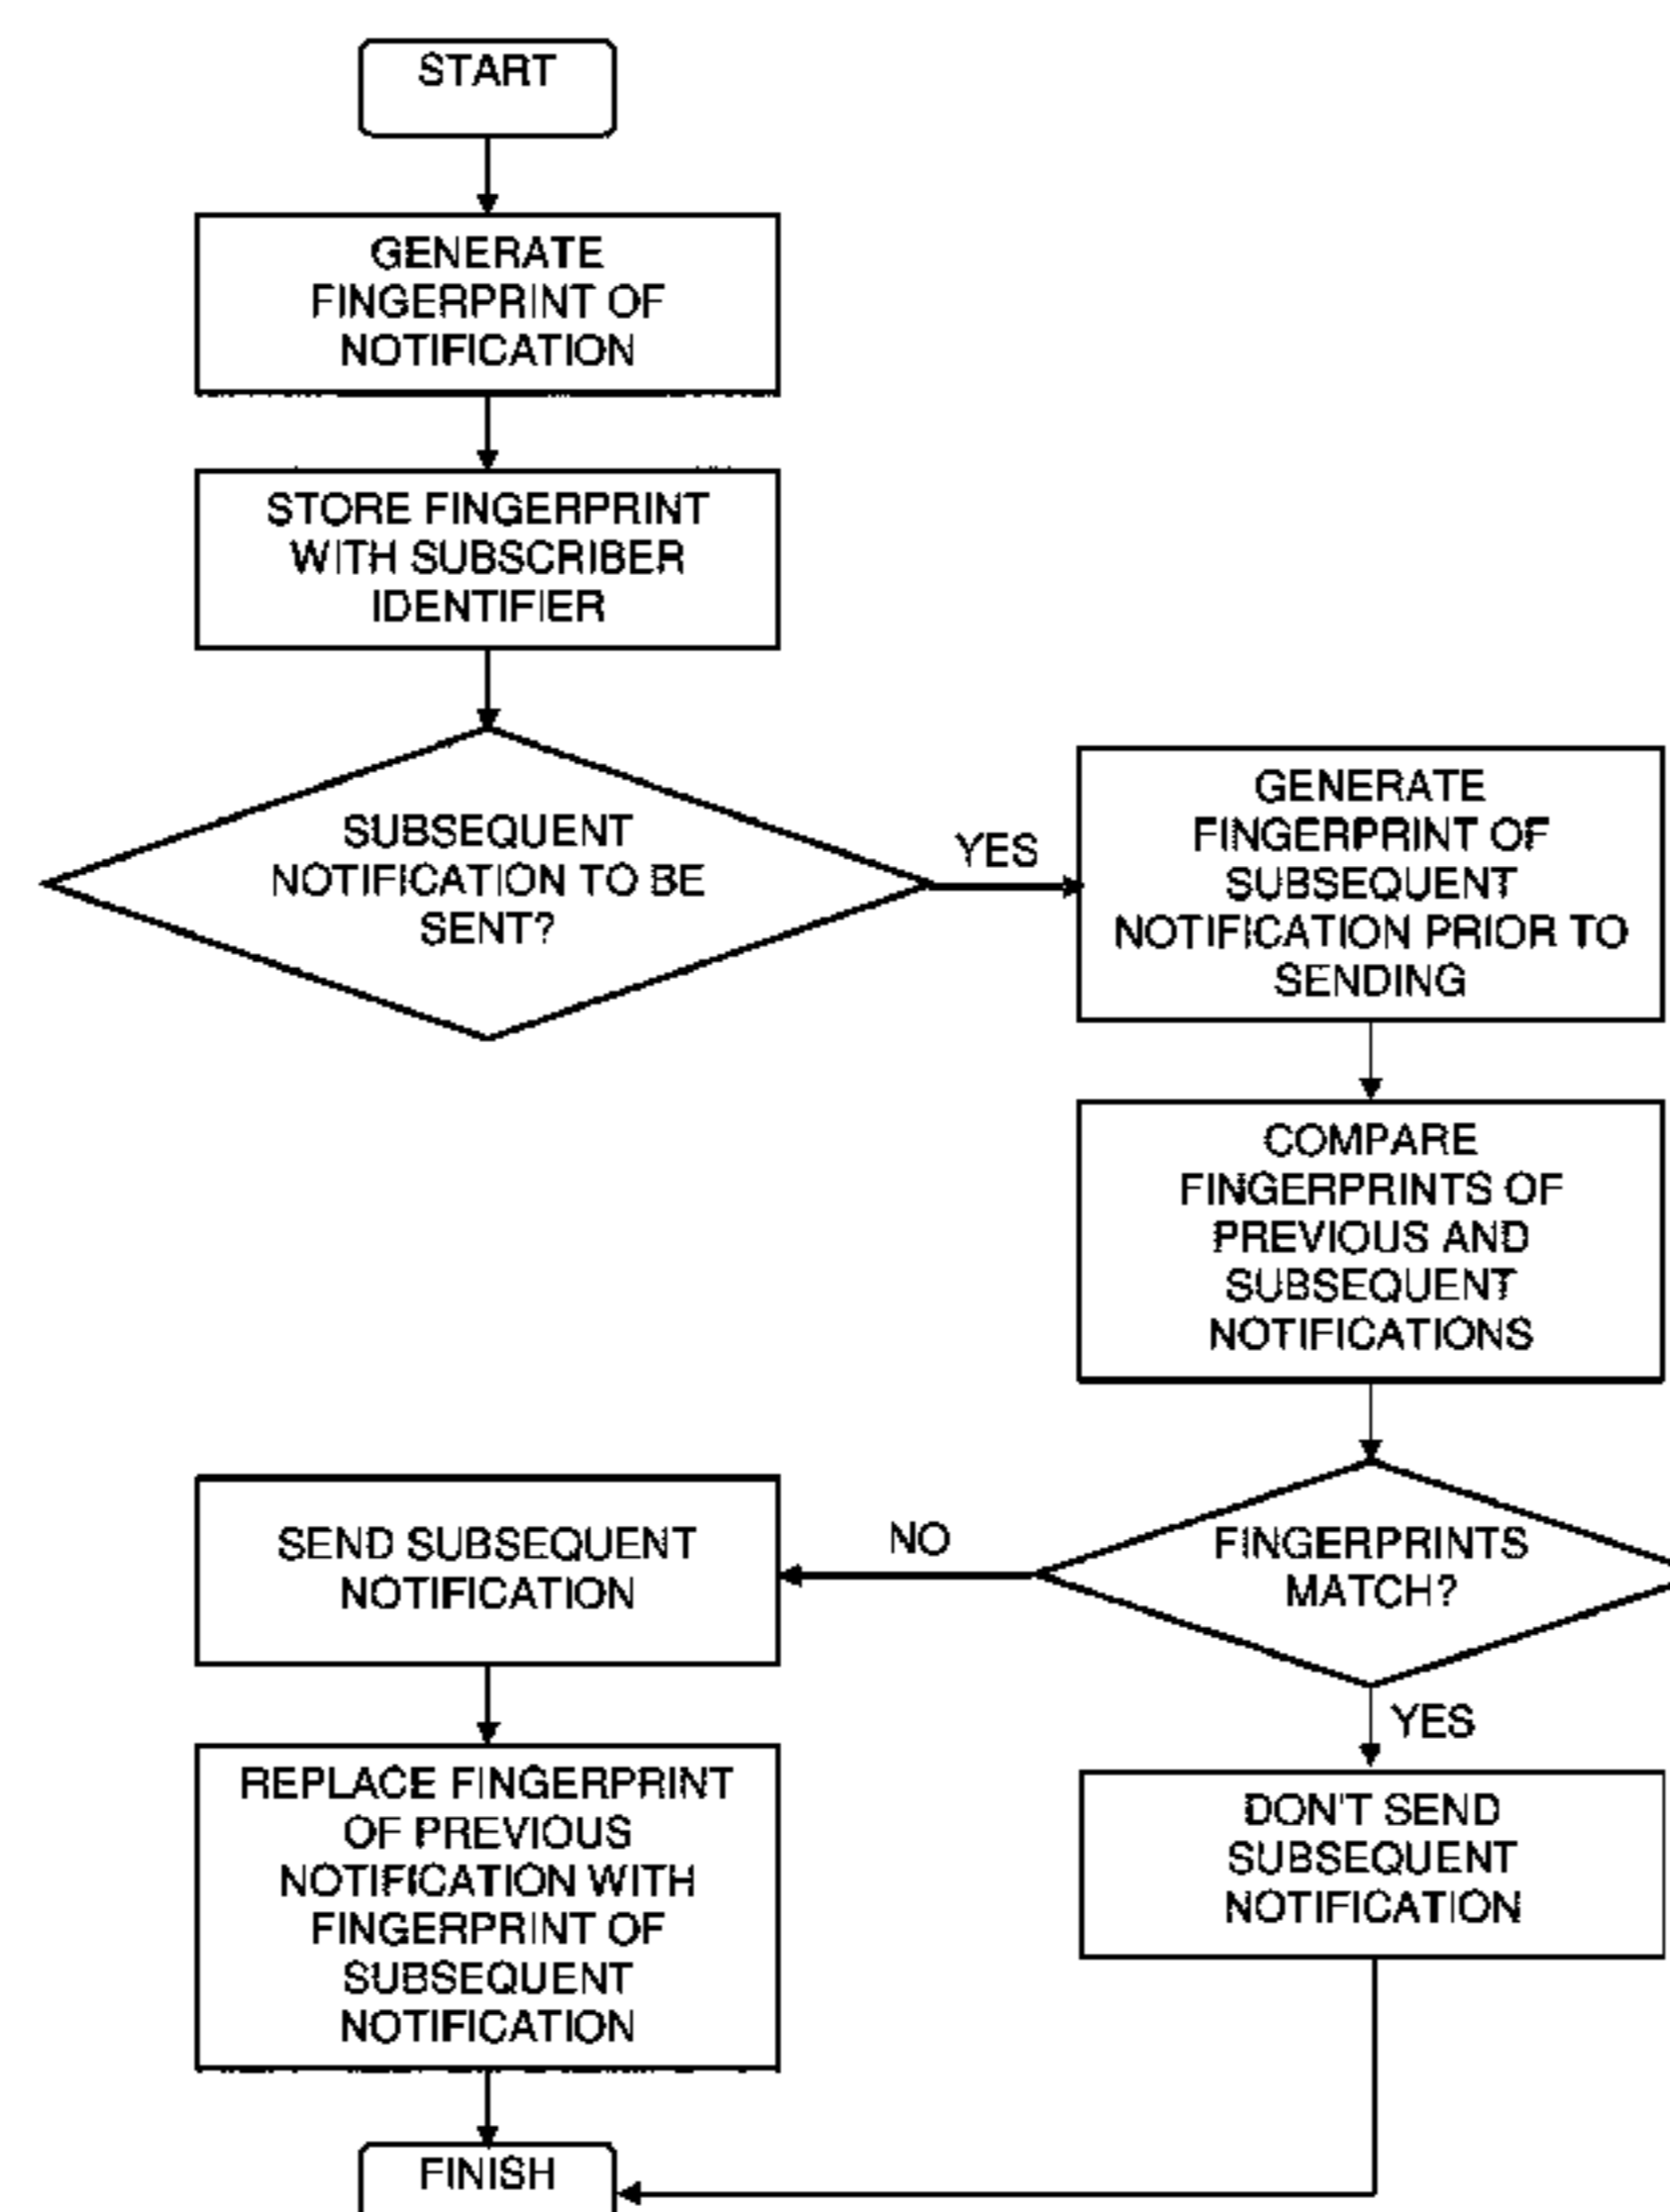 START
GENERATE
FINGERPRINT OF
NOTIFICATION
STORE FINGERPRINT
WITH SUBSCRIBER
IDENTIFIER
SUBSEQUENT
NOTIFICATION TO BE
SENT?
YES
GENERATE
FINGERPRINT OF
SUBSEQUENT
NOTIFICATION PRIOR TO
SENDING
COMPARE
FINGERPRINTS OF
PREVIOUS AND
SUBSEQUENT
NOTIFICATIONS
FINGERPRINTS
MATCH?
NO
SEND SUBSEQUENT
NOTIFICATION
REPLACE FINGERPRINT
OF PREVIOUS
NOTIFICATION WITH
FINGERPRINT OF
SUBSEQUENT
NOTIFICATION
YES
DON'T SEND
SUBSEQUENT
NOTIFICATION
FINISH